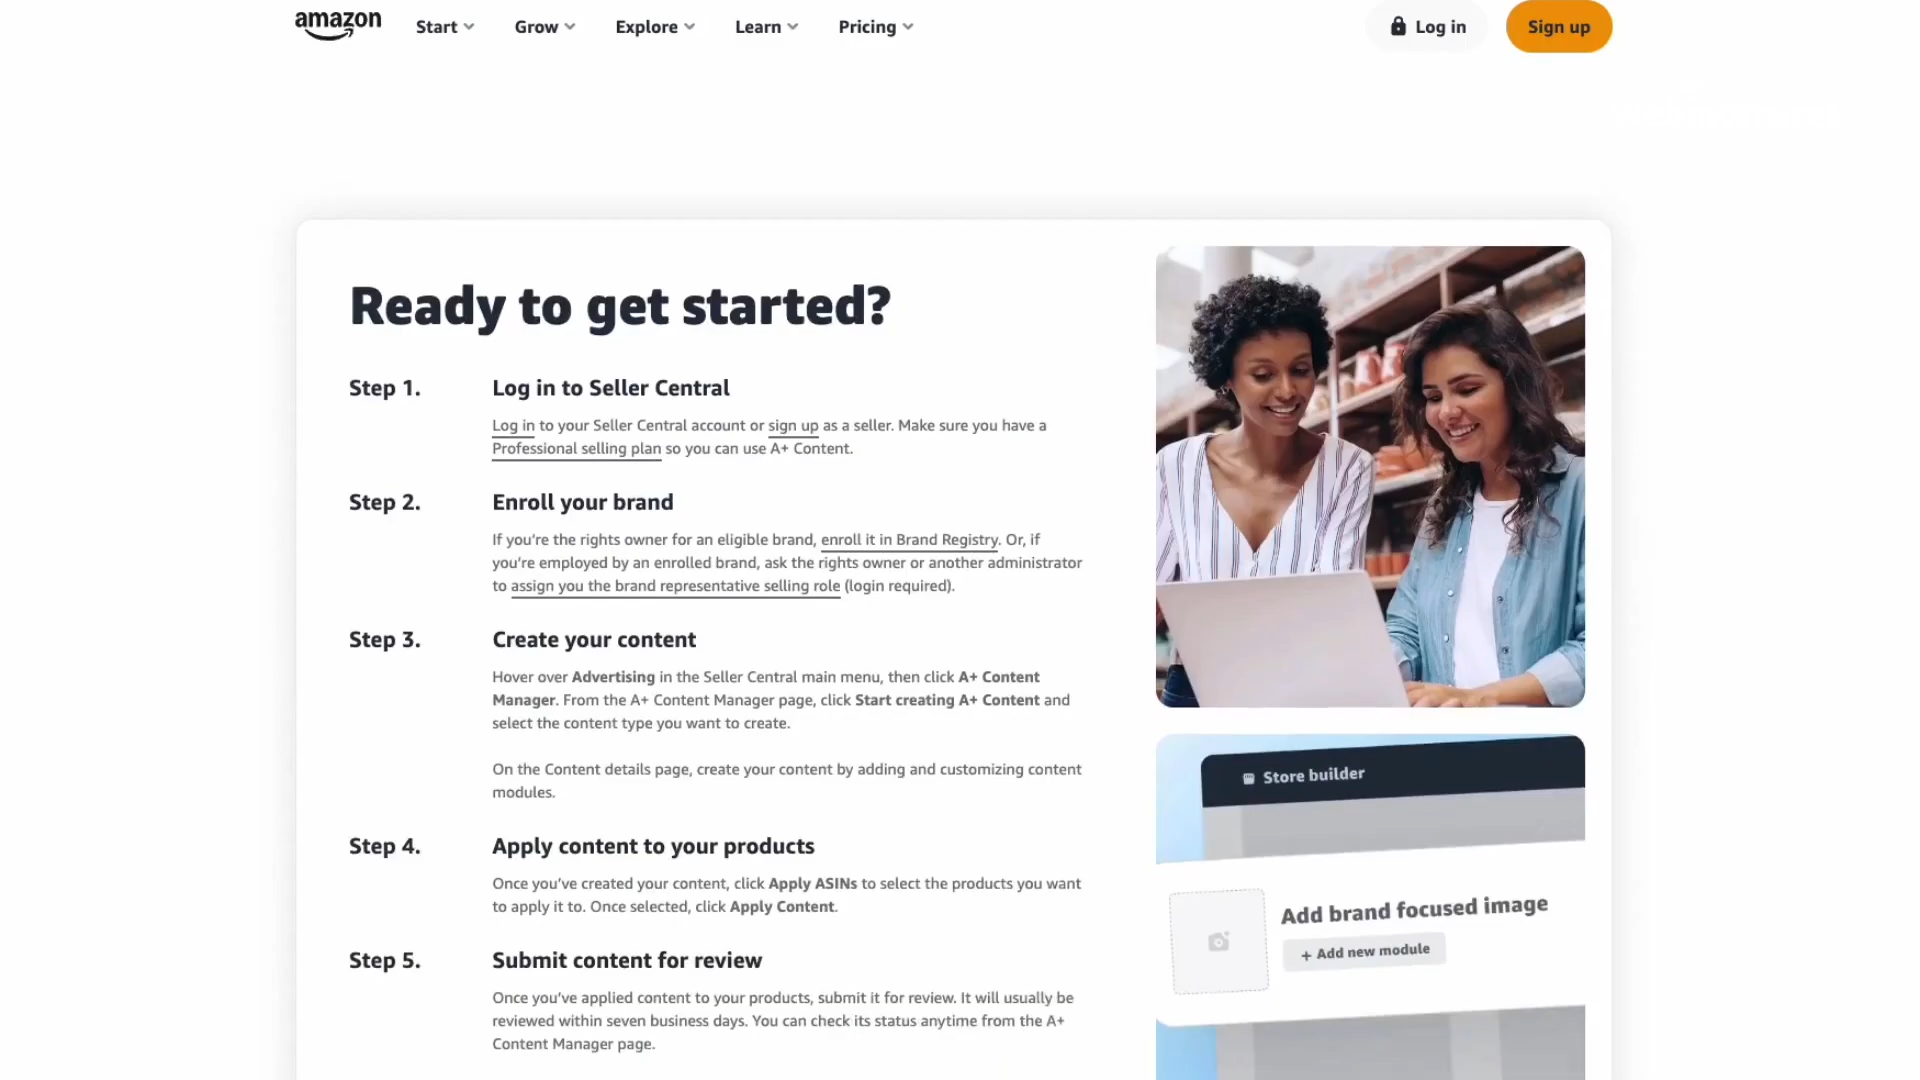 amazon
Start
Grow
Explore
Learn
Pricing
Log in
Sign up
Ready to get started?
Step 1.
Log in to Seller Central
Log in to your Seller Central account or sign up as a seller. Make sure you have a
Professional selling plan so you can use A+ Content.
Step 2.
Enroll your brand
If you’re the rights owner for an eligible brand, enroll it in Brand Registry. Or, if
you’re employed by an enrolled brand, ask the rights owner or another administrator
to assign you the brand representative selling role (login required).
Step 3.
Create your content
Hover over Advertising in the Seller Central main menu, then click A+ Content
Manager. From the A+ Content Manager page, click Start creating A+ Content and
select the content type you want to create.
On the Content details page, create your content by adding and customizing content
modules.
Step 4.
Apply content to your products
Once you’ve created your content, click Apply ASINs to select the products you want
to apply it to. Once selected, click Apply Content.
Step 5.
Submit content for review
Once you’ve applied content to your products, submit it for review. It will usually be
reviewed within seven business days. You can check its status anytime from the A+
Content Manager page.
Store builder
Add brand focused image
+ Add new module